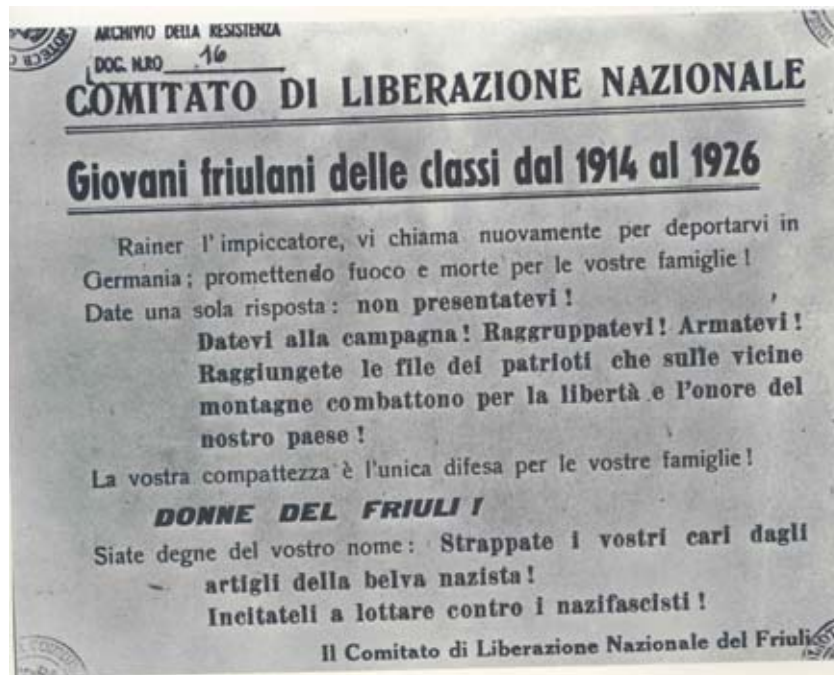 ARCHIVIO DELLA RESISTENZA
DOC. N.RO 16
COMITATO DI LIBERAZIONE NAZIONALE
Giovani friulani delle classi dal 1914 al 1926
Rainer l'impiccatore, vi chiama nuovamente per deportarvi in
Germania; promettendo fuoco e morte per le vostre famiglie!
Date una sola risposta: non presentatevi!
Datevi alla campagna! Raggruppatevi! Armatevi!
Raggiungete le file dei patrioti che sulle vicine
montagne combattono per la libertà e l'onore del
nostro paese!
La vostra compattezza è l'unica difesa per le vostre famiglie!
DONNE DEL FRIULI!
Siate degne del vostro nome: Strappate i vostri cari dagli
artigli della belva nazista!
Incitateli a lottare contro i nazifascisti!
Il Comitato di Liberazione Nazionale del Friuli